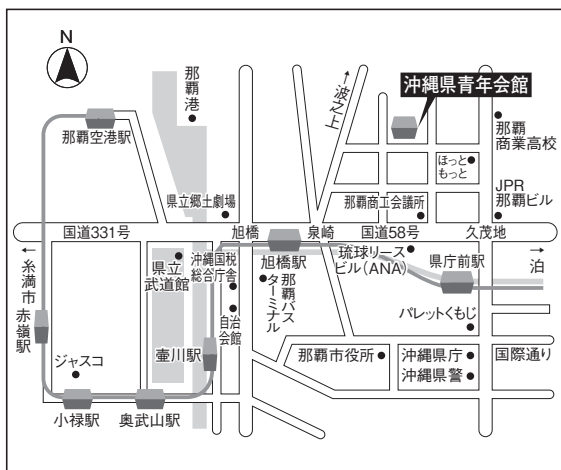 N
那覇港
←波之上
沖縄県青年会館
那覇空港駅
那覇
商業高校
ほっと
もっと
県立郷土劇場
那覇商工会議所
JPR
那覇ビル
国道331号
旭橋
泉崎
国道58号
久茂地
←糸満市
赤嶺駅
県立
武道館
沖縄国税
総合庁舎
旭橋駅
那覇バス
ターミナル
琉球リース
ビル(ANA)
県庁前駅
→泊
自治
会館
パレットくもじ
ジャスコ
壷川駅
那覇市役所
沖縄県庁
沖縄県警
国際通り
小禄駅
奥武山駅